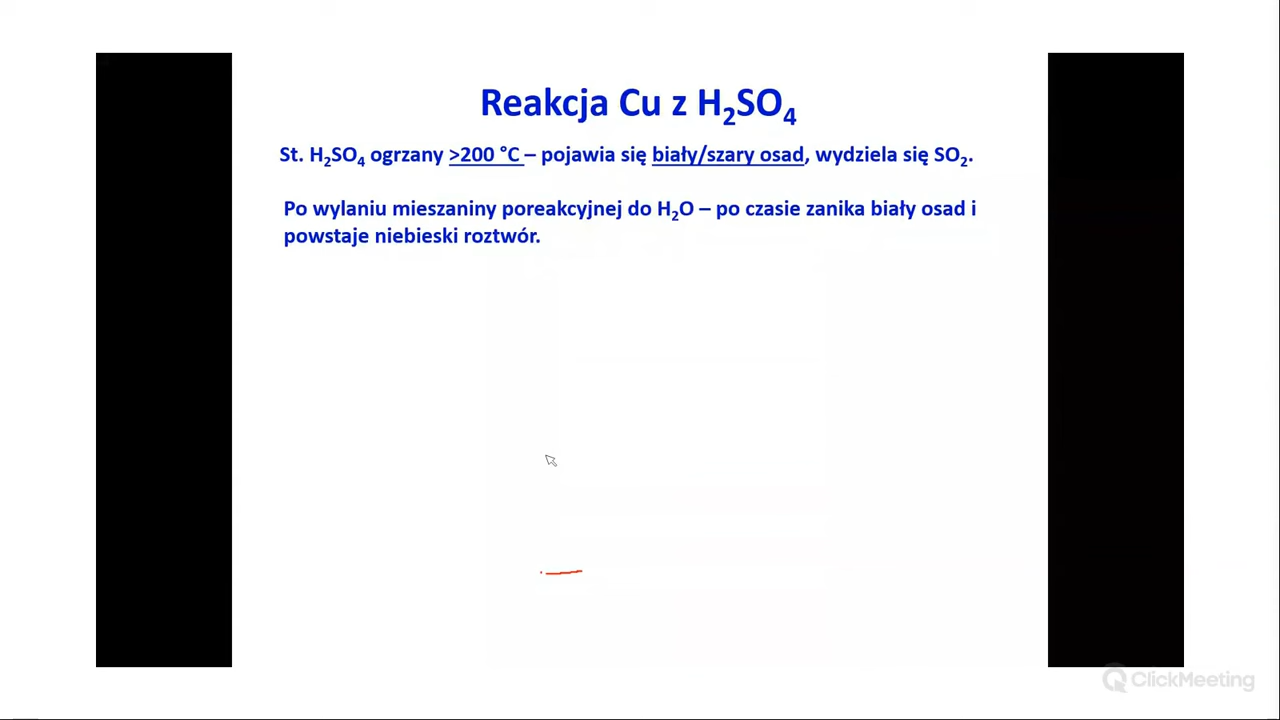 Reakcja Cu z H₂SO₄
St. H₂SO₄ ogrzany >200 °C – pojawia się biały/szary osad, wydziela się SO₂.
Po wylaniu mieszaniny poreakcyjnej do H₂O – po czasie zanika biały osad i
powstaje niebieski roztwór.
ClickMeeting